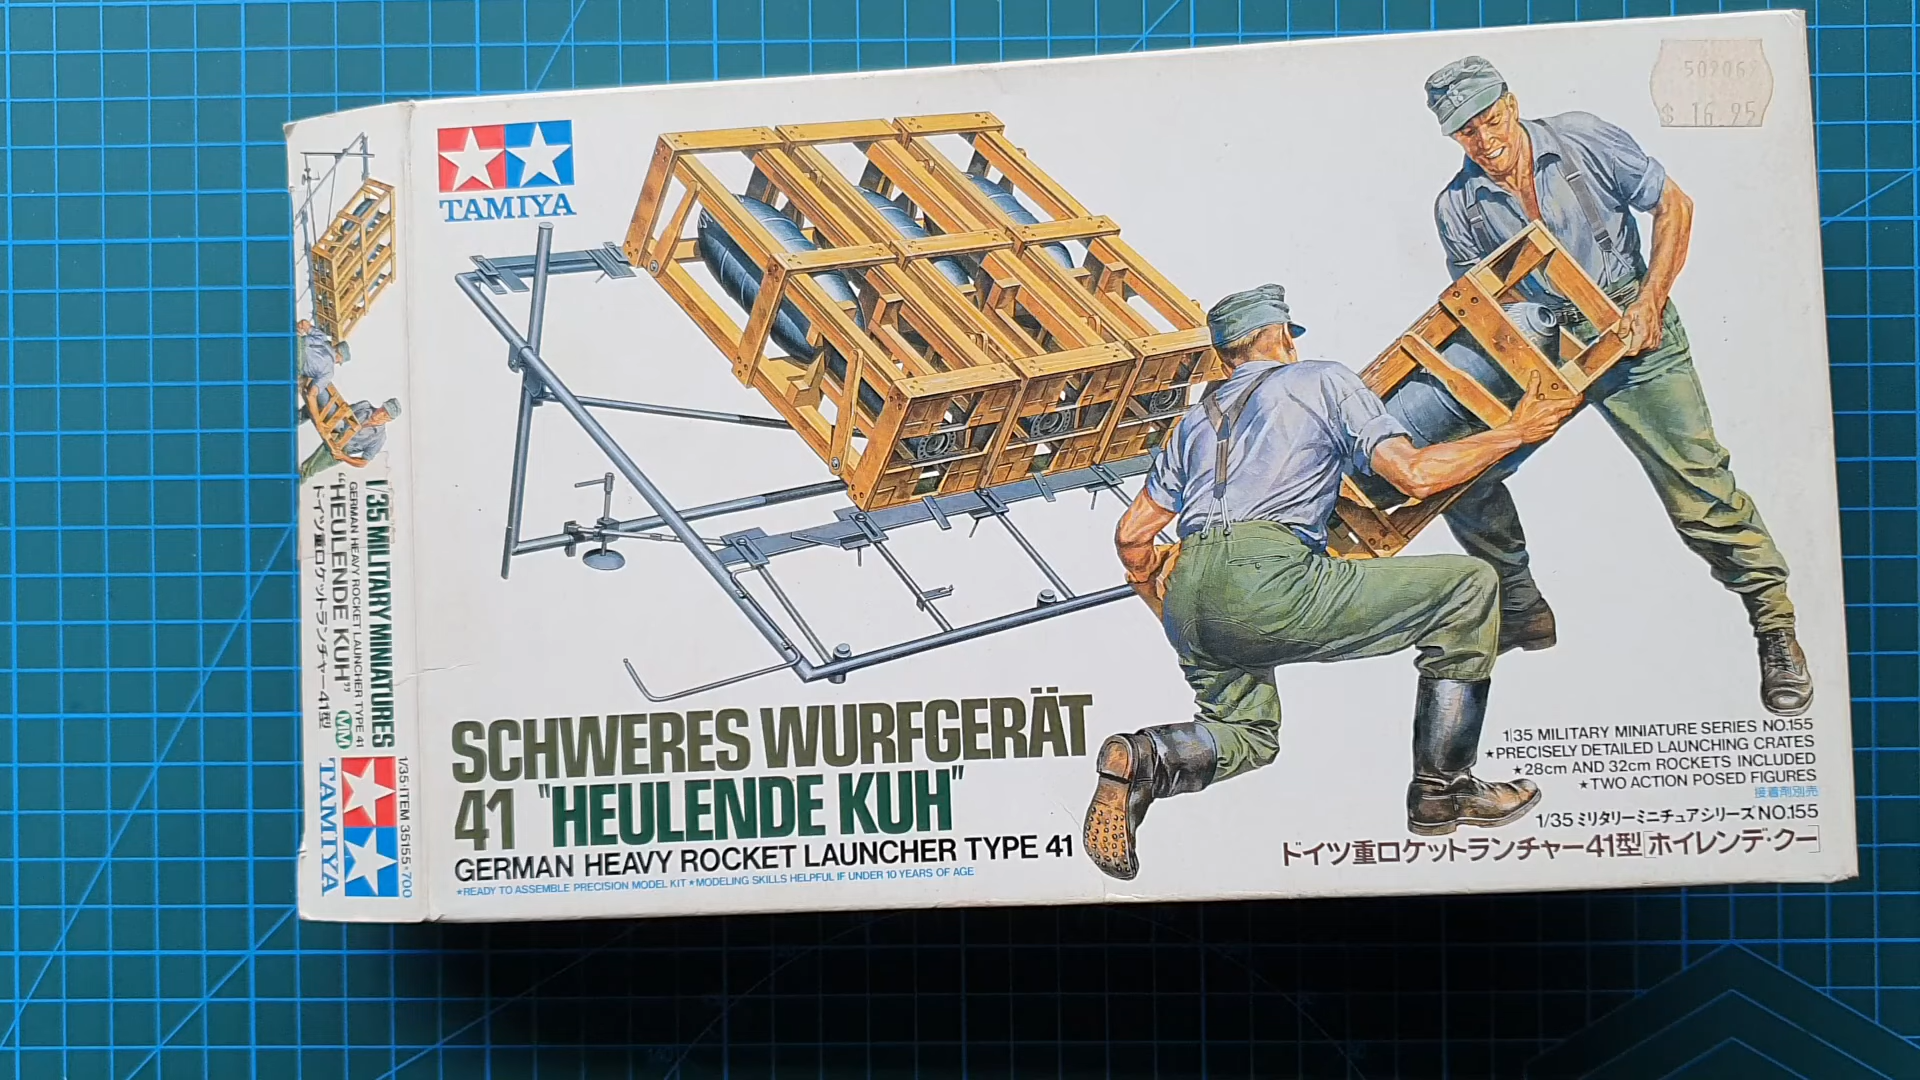 TAMIYA
50906
$ 16.95
SCHWERES WURFGERÄT
41 "HEULENDE KUH"
GERMAN HEAVY ROCKET LAUNCHER TYPE 41
★READY TO ASSEMBLE PRECISION MODEL KIT ★MODELING SKILLS HELPFUL IF UNDER 10 YEARS OF AGE
1/35 MILITARY MINIATURE SERIES NO.155
★PRECISELY DETAILED LAUNCHING CRATES
★28cm AND 32cm ROCKETS INCLUDED
★TWO ACTION POSED FIGURES
接着剤別売
1/35 ミリタリーミニチュアシリーズ NO.155
ドイツ重ロケットランチャー41型[ホイレンデ・クー]
1/35 MILITARY MINIATURES
GERMAN HEAVY ROCKET LAUNCHER TYPE 41
"HEULENDE KUH"
ドイツ重ロケットランチャー41型
MM
1/35 ITEM 35155★700
TAMIYA